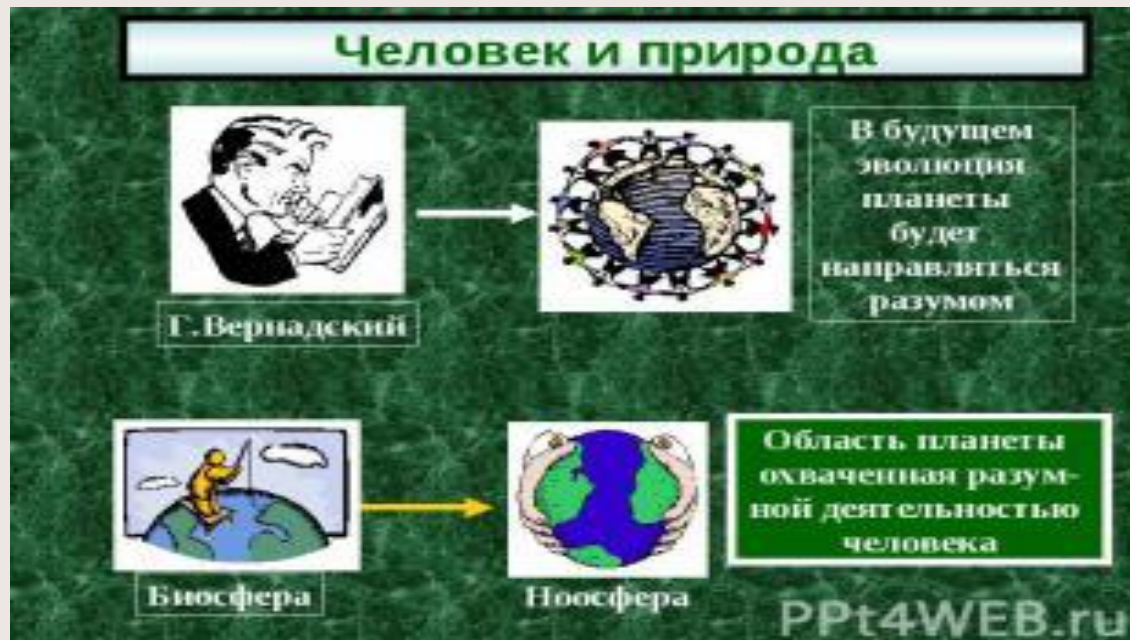 Человек и природа
В будущем
эволюция
планеты
будет
направляться
разумом
Г.Вернадский
Область планеты
охваченная разум-
ной деятельностью
человека
Биосфера
Ноосфера
PPt4WEB.ru